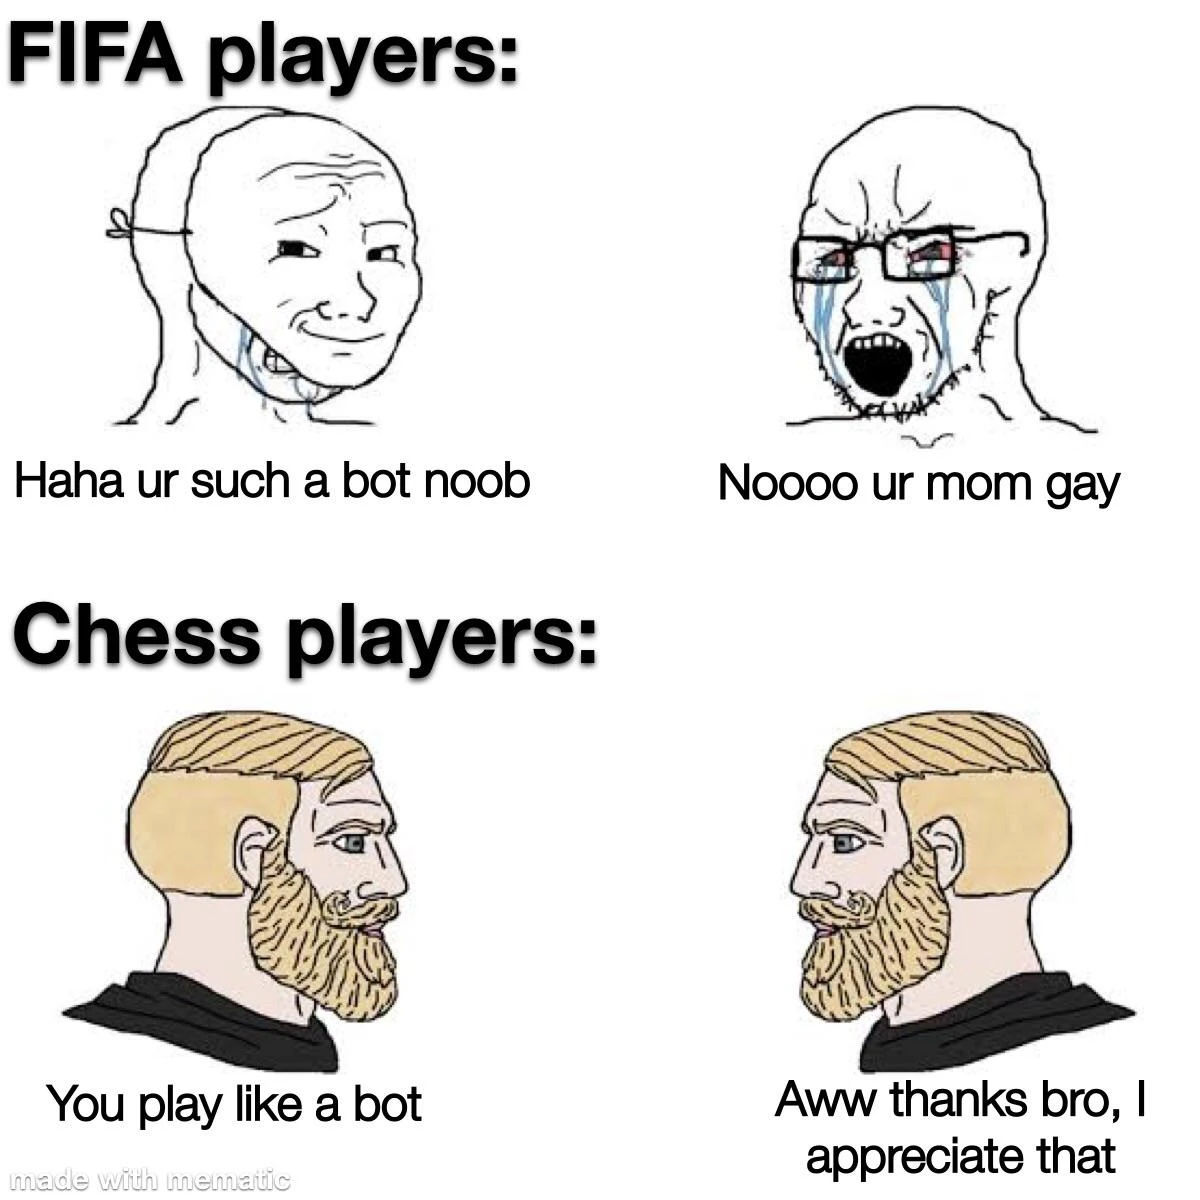 FIFA players:
Haha ur such a bot noob
Noooo ur mom gay
Chess players:
You play like a bot
Aww thanks bro, I
appreciate that
made with mematic